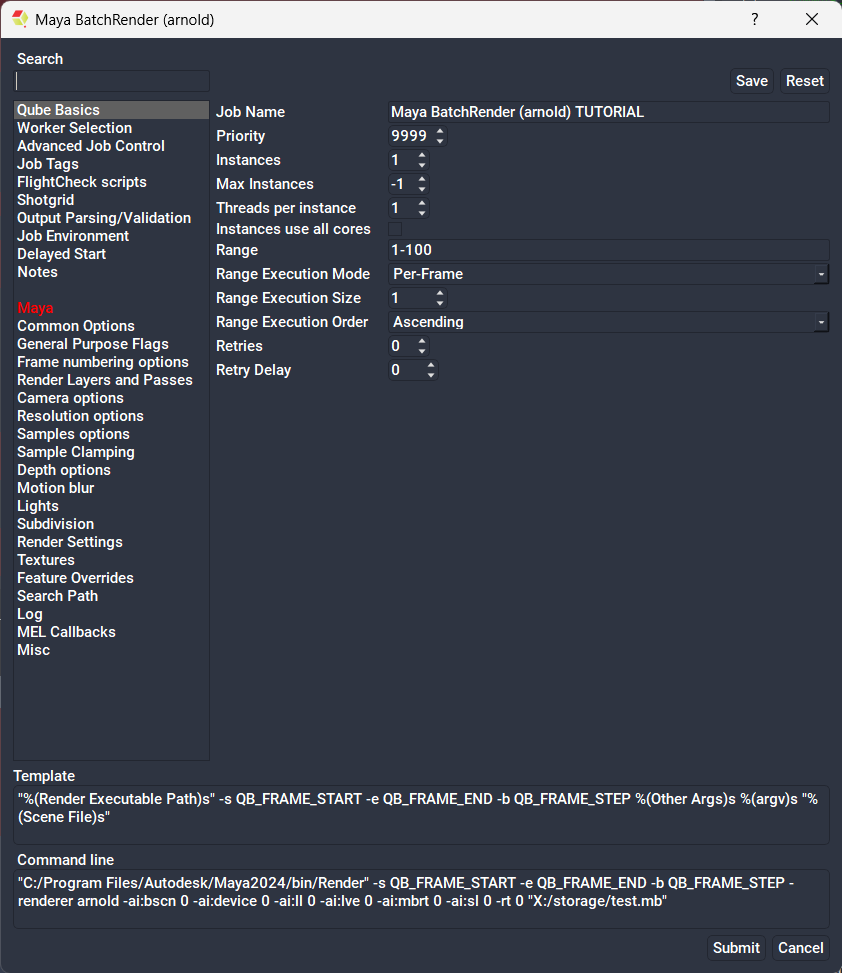 Maya BatchRender (arnold)
?
Search
Save
Reset
Qube Basics
Worker Selection
Advanced Job Control
Job Tags
FlightCheck scripts
Shotgrid
Output Parsing/Validation
Job Environment
Delayed Start
Notes
Maya
Common Options
General Purpose Flags
Frame numbering options
Render Layers and Passes
Camera options
Resolution options
Samples options
Sample Clamping
Depth options
Motion blur
Lights
Subdivision
Render Settings
Textures
Feature Overrides
Search Path
Log
MEL Callbacks
Misc
Job Name Maya BatchRender (arnold) TUTORIAL
Priority 9999
Instances 1
Max Instances -1
Threads per instance 1
Instances use all cores
Range 1-100
Range Execution Mode Per-Frame
Range Execution Size 1
Range Execution Order Ascending
Retries 0
Retry Delay 0
Template
"%(Render Executable Path)s" -s QB_FRAME_START -e QB_FRAME_END -b QB_FRAME_STEP %(Other Args)s %(argv)s "%
(Scene File)s"
Command line
"C:/Program Files/Autodesk/Maya2024/bin/Render" -s QB_FRAME_START -e QB_FRAME_END -b QB_FRAME_STEP -
renderer arnold -ai:bscn 0 -ai:device 0 -ai:ll 0 -ai:lve 0 -ai:mbrt 0 -ai:sl 0 -rt 0 "X:/storage/test.mb"
Submit
Cancel